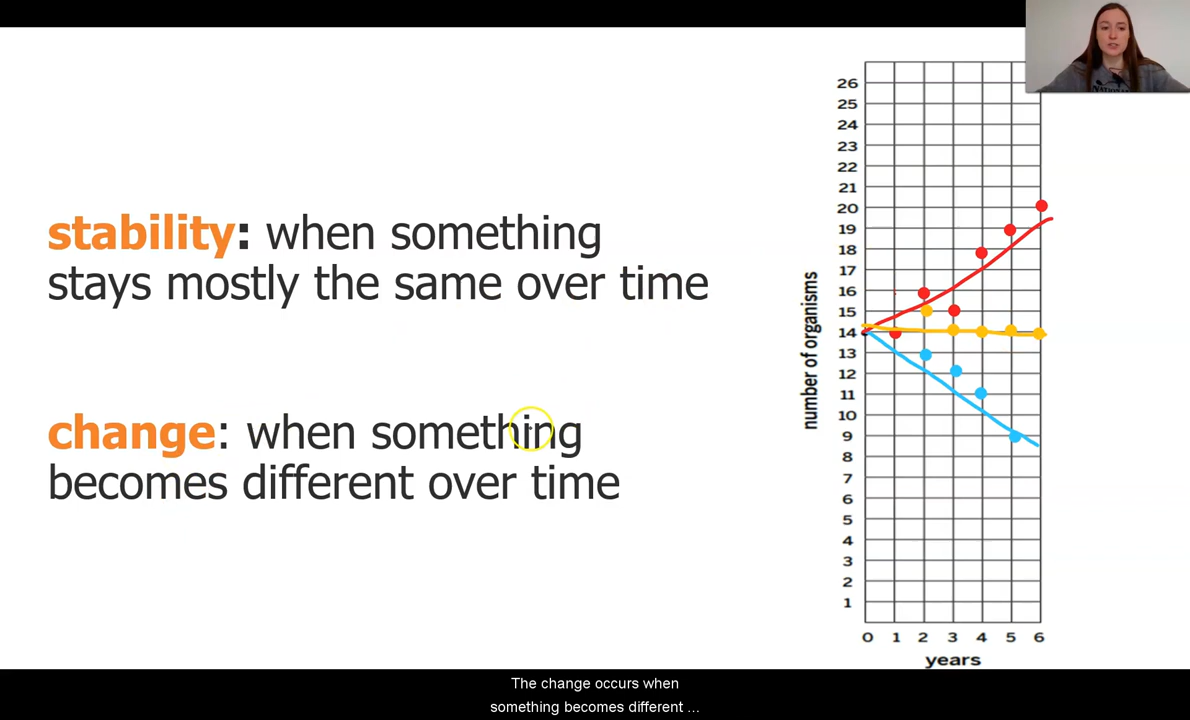 stability: when something
stays mostly the same over time
change: when something
becomes different over time
number of organisms
26
25
24
23
22
21
20
19
18
17
16
15
14
13
12
11
10
9
8
7
6
5
4
3
2
1
0 1 2 3 4 5 6
years
The change occurs when
something becomes different ...